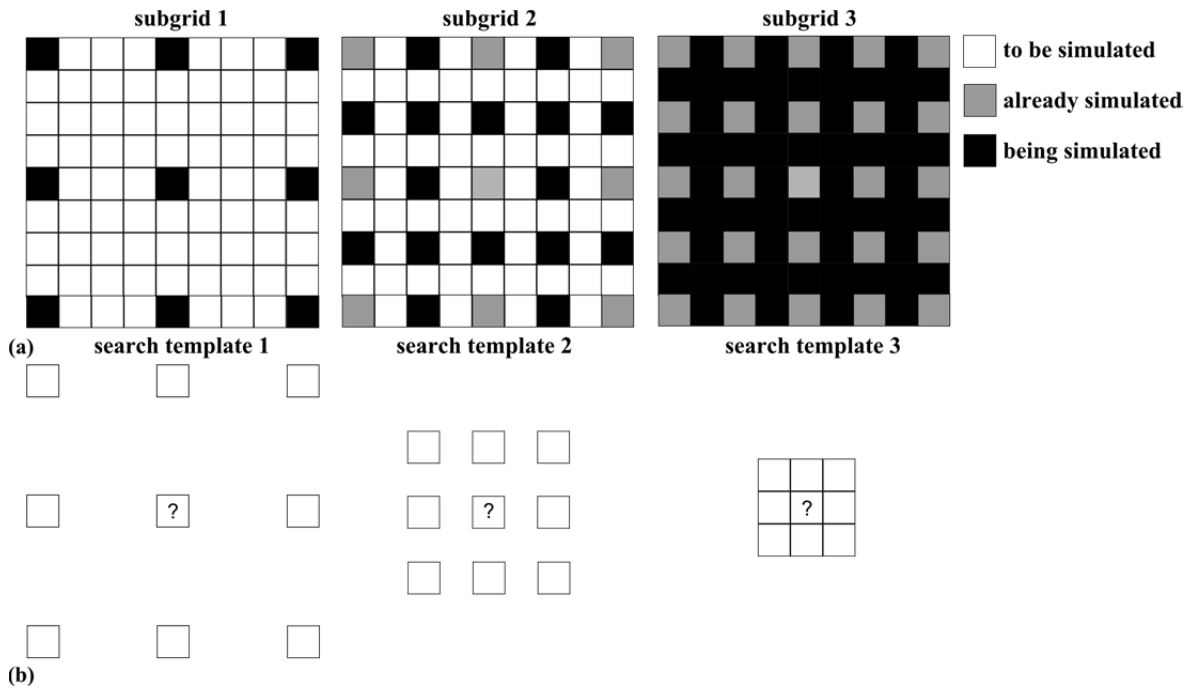 subgrid 1
subgrid 2
subgrid 3
to be simulated
already simulated
being simulated
(a)
search template 1
search template 2
search template 3
?
?
?
(b)